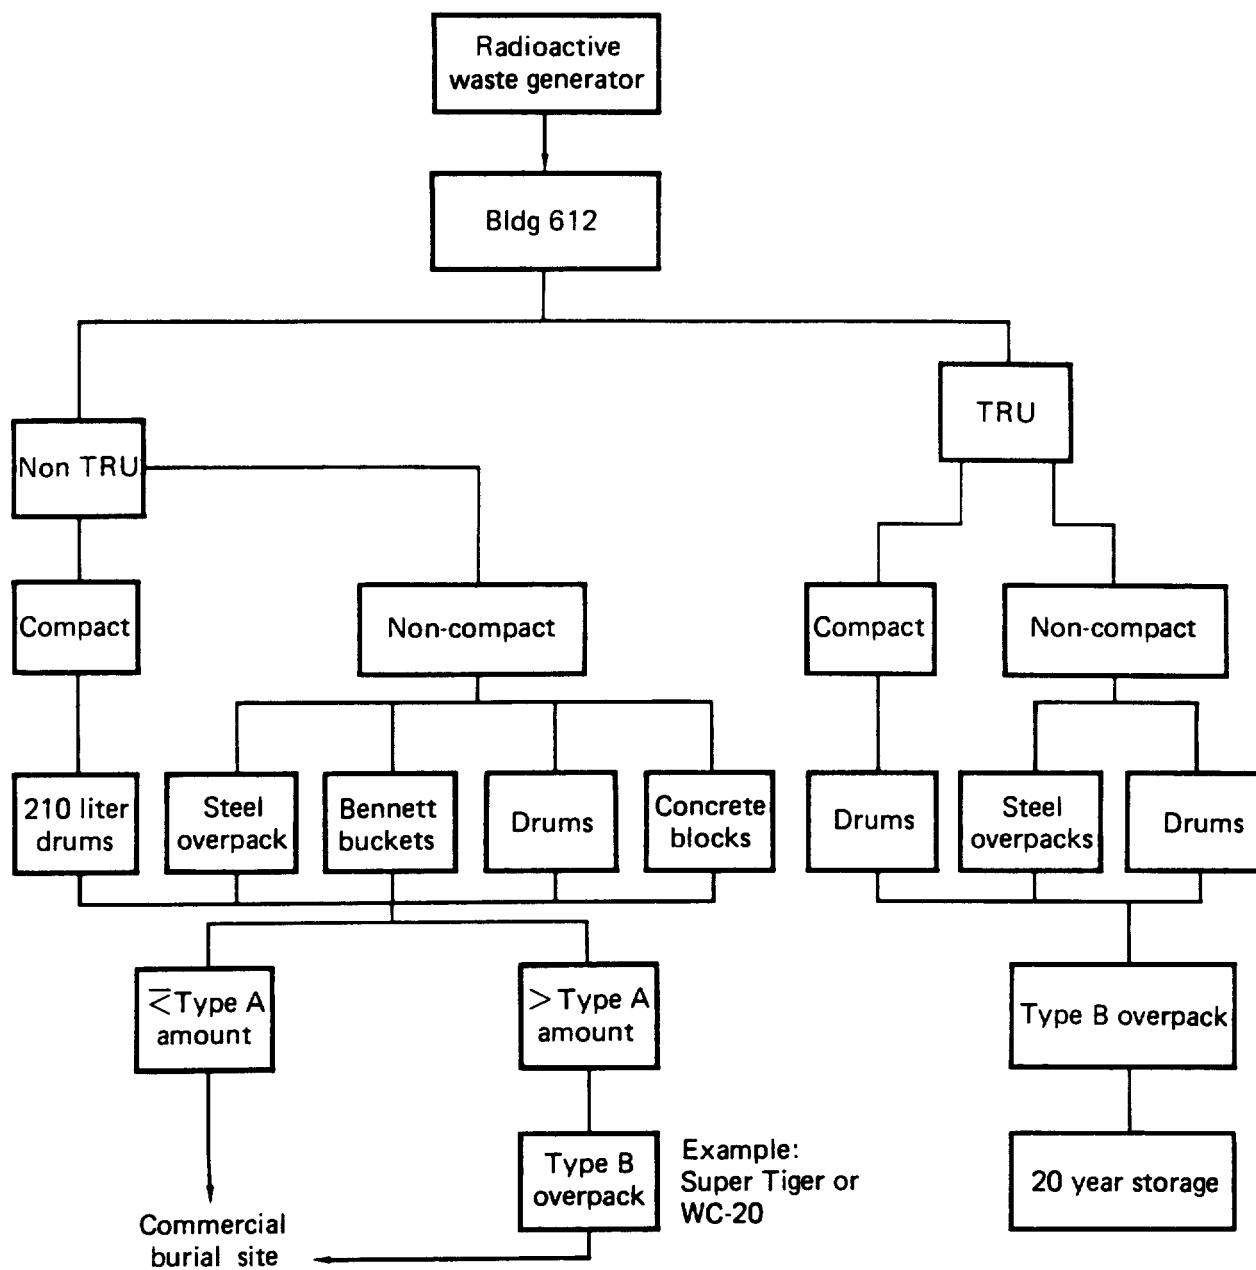 Radioactive
waste generator
Bldg 612
TRU
Non TRU
Compact
Non-compact
Compact
Non-compact
210 liter
drums
Steel
overpack
Bennett
buckets
Drums
Concrete
blocks
Drums
Steel
overpacks
Drums
≤ Type A
amount
> Type A
amount
Type B overpack
Type B
overpack
Example:
Super Tiger or
WC-20
20 year storage
Commercial
burial site